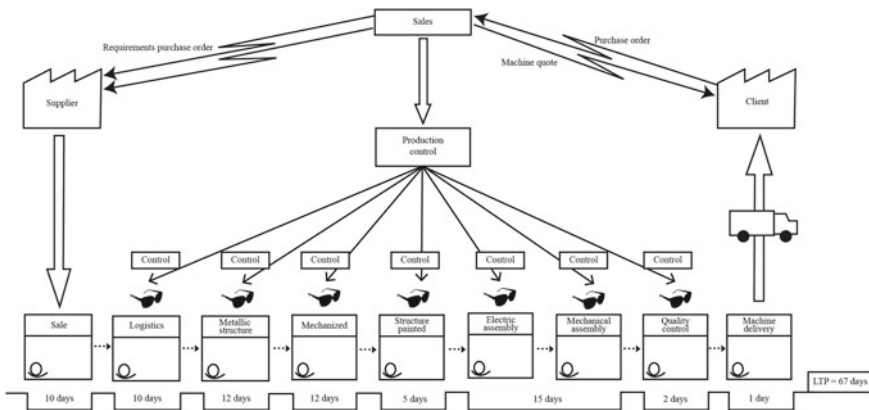 Sales
Requirements purchase order
Purchase order
Machine quote
Supplier
Client
Production
control
Control
Control
Control
Control
Control
Control
Control
Sale
Logistics
Metallic
structure
Mechanized
Structure
painted
Electric
assembly
Mechanical
assembly
Quality
control
Machine
delivery
LTP = 67 days
10 days
10 days
12 days
12 days
5 days
15 days
2 days
1 day